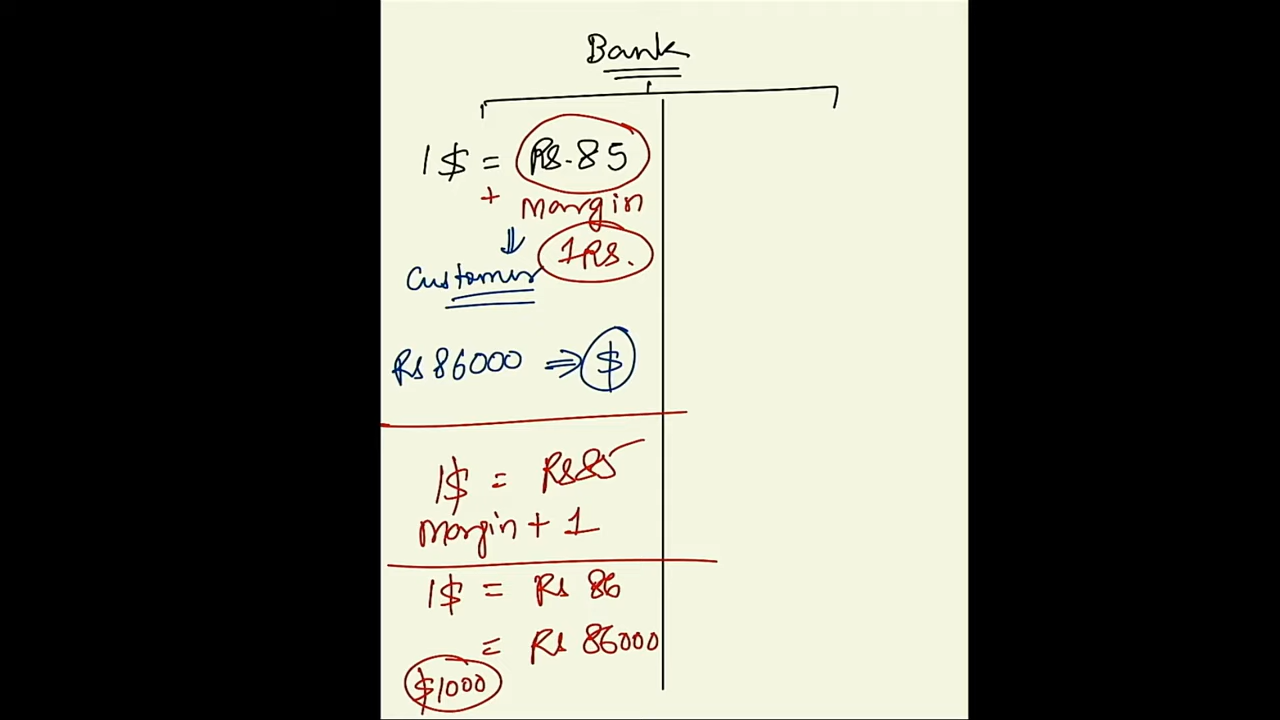 Bank
1$ = Rs.85
+ Margin
1Rs.
Customer
Rs 86000 ⇒ $
1$ = Rs85
Margin + 1
1$ = Rs 86
= Rs 86000
$1000